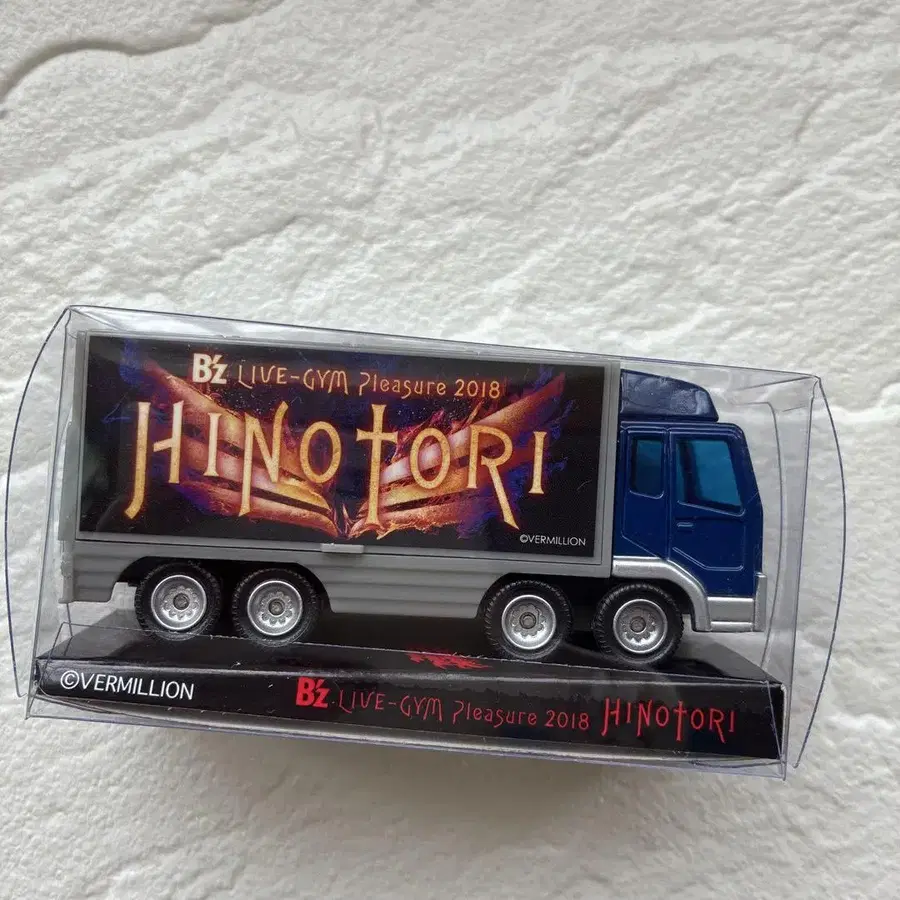 B'z LIVE-GYM Pleasure 2018
HINOTORI
©VERMILLION
©VERMILLION
B'z LIVE-GYM Pleasure 2018 HINOTORI